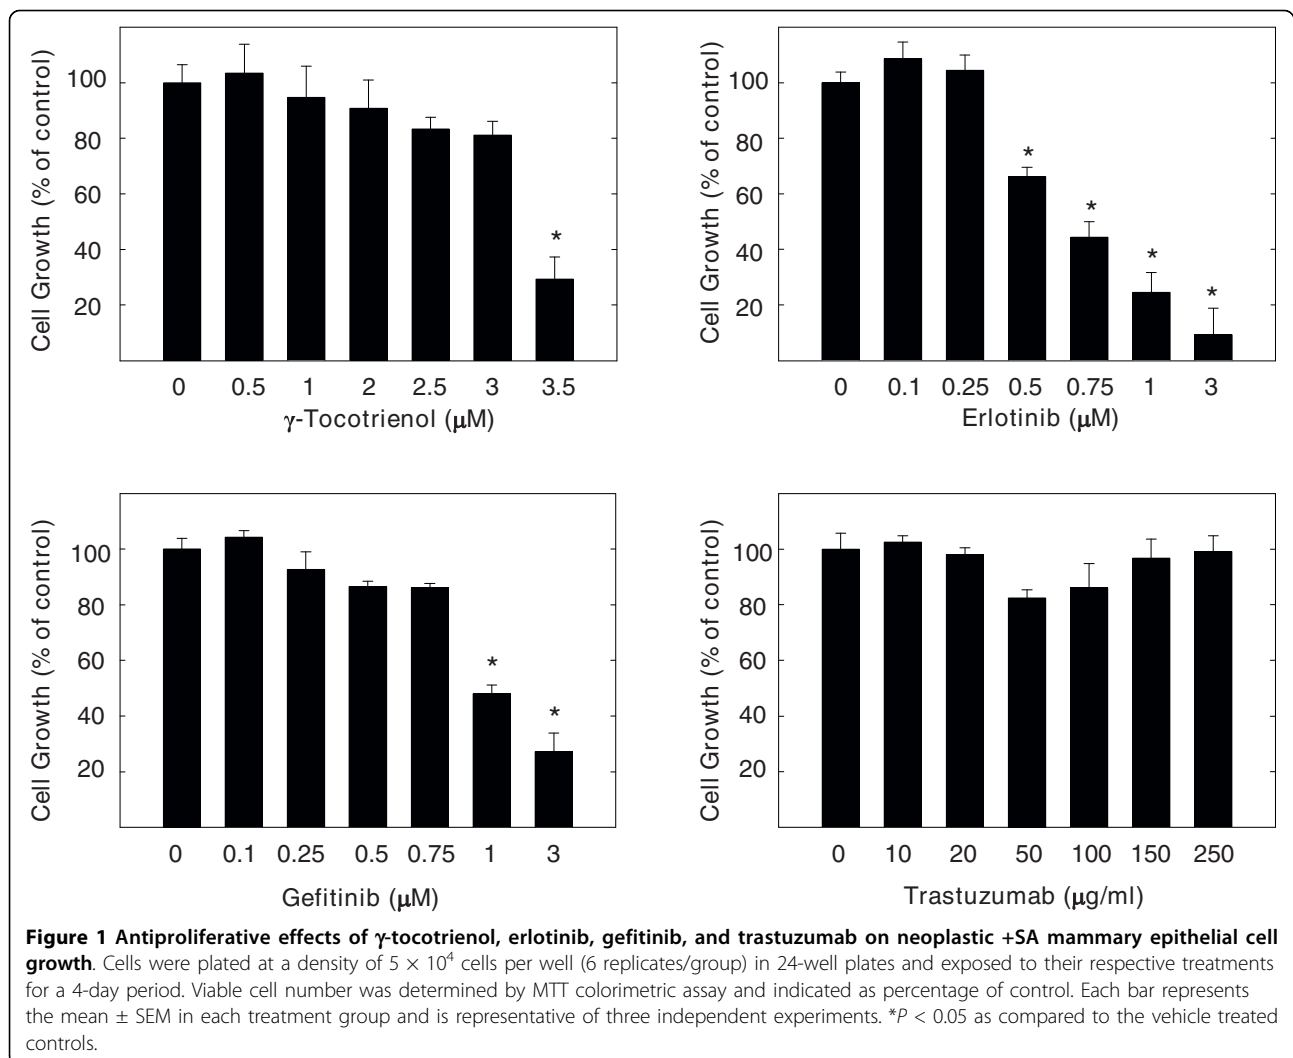 Cell Growth (% of control)
100
80
60
40
20
*
0 0.5 1 2 2.5 3 3.5
γ-Tocotrienol (μM)
Cell Growth (% of control)
100
80
60
40
20
* * * *
0 0.1 0.25 0.5 0.75 1 3
Erlotinib (μM)
Cell Growth (% of control)
100
80
60
40
20
* *
0 0.1 0.25 0.5 0.75 1 3
Gefitinib (μM)
Cell Growth (% of control)
100
80
60
40
20
0 10 20 50 100 150 250
Trastuzumab (μg/ml)
Figure 1 Antiproliferative effects of γ-tocotrienol, erlotinib, gefitinib, and trastuzumab on neoplastic +SA mammary epithelial cell
growth. Cells were plated at a density of 5 × 10⁴ cells per well (6 replicates/group) in 24-well plates and exposed to their respective treatments
for a 4-day period. Viable cell number was determined by MTT colorimetric assay and indicated as percentage of control. Each bar represents
the mean ± SEM in each treatment group and is representative of three independent experiments. *P < 0.05 as compared to the vehicle treated
controls.